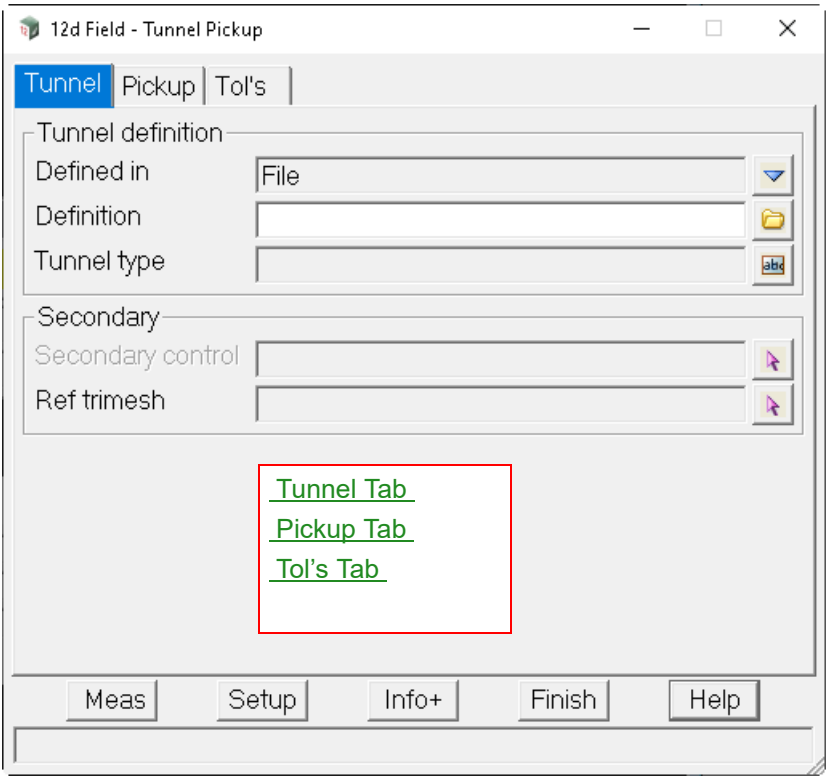 12d Field - Tunnel Pickup
Tunnel Pickup Tol's
Tunnel definition
Defined in File
Definition
Tunnel type abc
Secondary
Secondary control
Ref trimesh
Tunnel Tab
Pickup Tab
Tol’s Tab
Meas Setup Info+ Finish Help